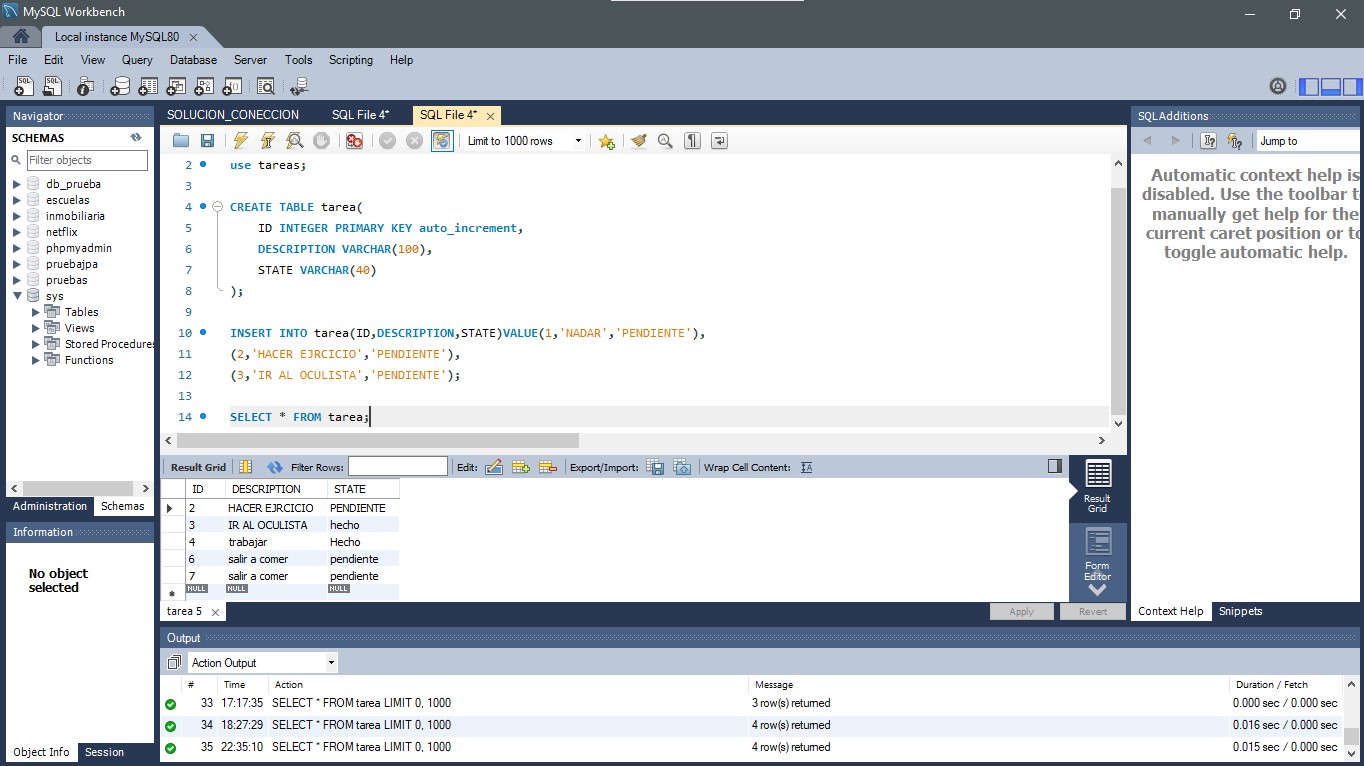 MySQL Workbench
Local instance MySQL80
File Edit View Query Database Server Tools Scripting Help
Navigator
SCHEMAS
Filter objects
db_prueba
escuelas
inmobiliaria
netflix
phpmyadmin
pruebajpa
pruebas
sys
Tables
Views
Stored Procedures
Functions
Administration Schemas
Information
No object
selected
Object Info Session
SOLUCION_CONECCION SQL File 4* SQL File 4*
Limit to 1000 rows
2 use tareas;
3
4 CREATE TABLE tarea(
5 ID INTEGER PRIMARY KEY auto_increment,
6 DESCRIPTION VARCHAR(100),
7 STATE VARCHAR(40)
8 );
9
10 INSERT INTO tarea(ID,DESCRIPTION,STATE)VALUE(1,'NADAR','PENDIENTE'),
11 (2,'HACER EJRCICIO','PENDIENTE'),
12 (3,'IR AL OCULISTA','PENDIENTE');
13
14 SELECT * FROM tarea;
Result Grid Filter Rows: Edit: Export/Import: Wrap Cell Content:
ID DESCRIPTION STATE
2 HACER EJRCICIO PENDIENTE
3 IR AL OCULISTA hecho
4 trabajar Hecho
6 salir a comer pendiente
7 salir a comer pendiente
NULL NULL NULL
Result
Grid
Form
Editor
tarea 5
Apply Revert
SQLAdditions
Jump to
Automatic context help is
disabled. Use the toolbar t
manually get help for the
current caret position or to
toggle automatic help.
Context Help Snippets
Output
Action Output
# Time Action Message Duration / Fetch
33 17:17:35 SELECT * FROM tarea LIMIT 0, 1000 3 row(s) returned 0.000 sec / 0.000 sec
34 18:27:29 SELECT * FROM tarea LIMIT 0, 1000 4 row(s) returned 0.016 sec / 0.000 sec
35 22:35:10 SELECT * FROM tarea LIMIT 0, 1000 4 row(s) returned 0.015 sec / 0.000 sec